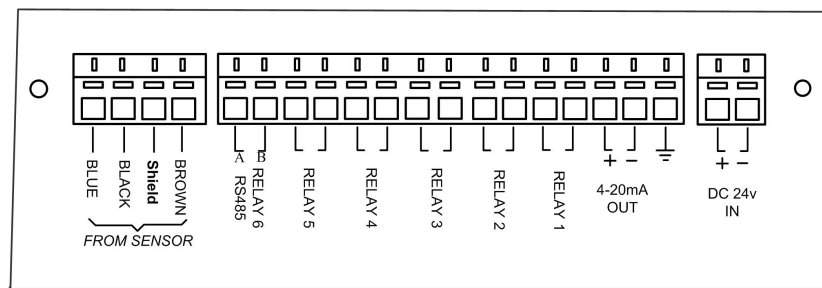 BLUE
BLACK
Shield
BROWN
FROM SENSOR
A B
RS485
RELAY 6
RELAY 5
RELAY 4
RELAY 3
RELAY 2
RELAY 1
+ −
4-20mA
OUT
+ −
DC 24v
IN